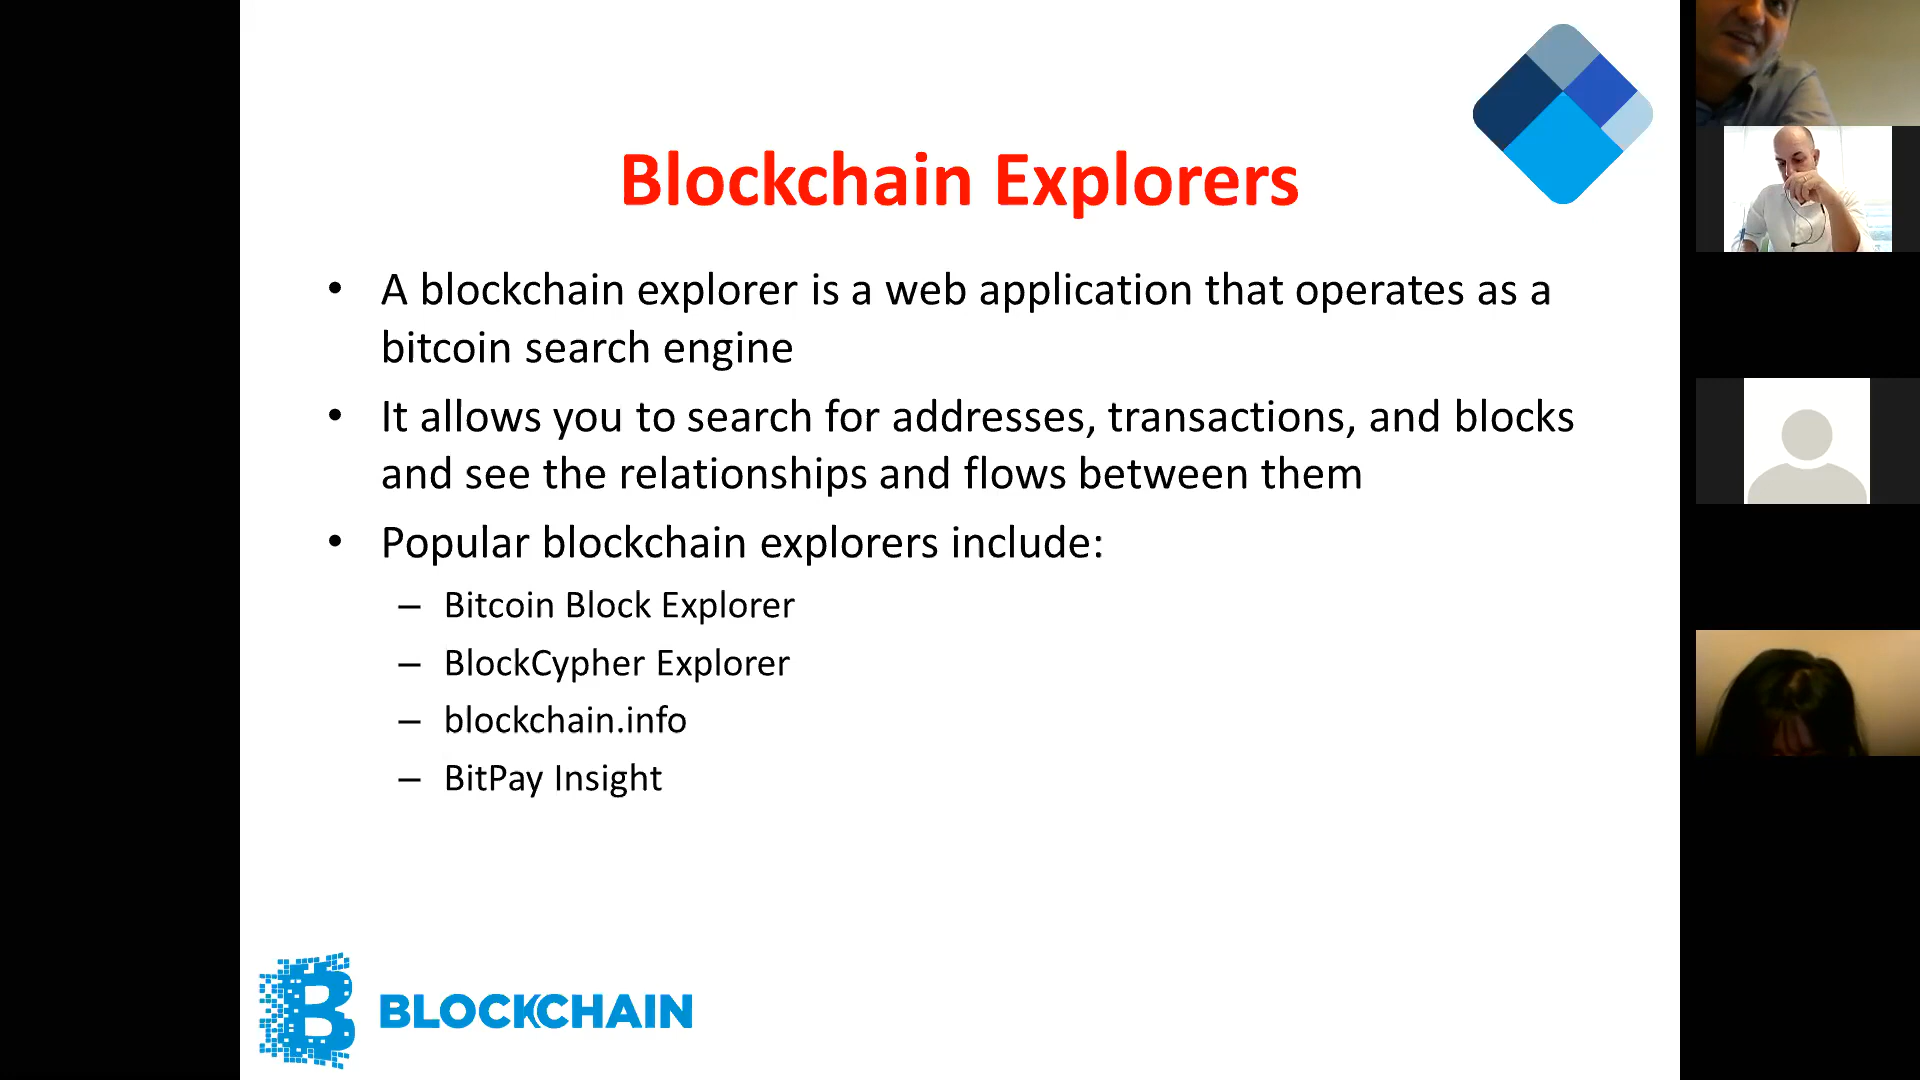 Blockchain Explorers
• A blockchain explorer is a web application that operates as a
bitcoin search engine
• It allows you to search for addresses, transactions, and blocks
and see the relationships and flows between them
• Popular blockchain explorers include:
– Bitcoin Block Explorer
– BlockCypher Explorer
– blockchain.info
– BitPay Insight
BLOCKCHAIN